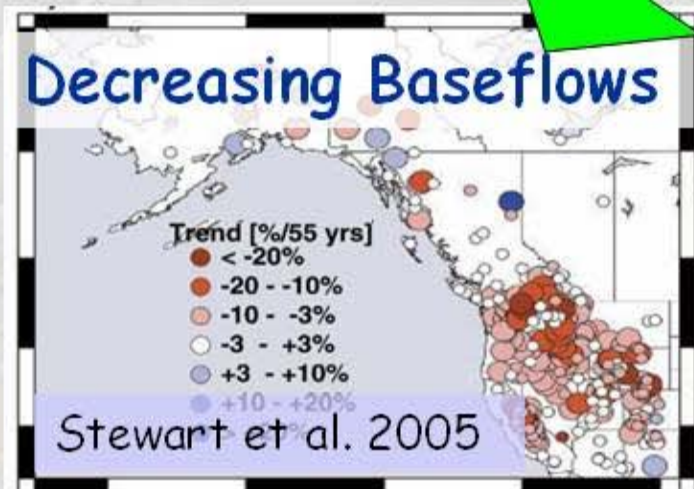 Decreasing Baseflows
Trend [%/55 yrs]
< -20%
-20 - -10%
-10 - -3%
-3 - +3%
+3 - +10%
+10 - +20%
Stewart et al. 2005